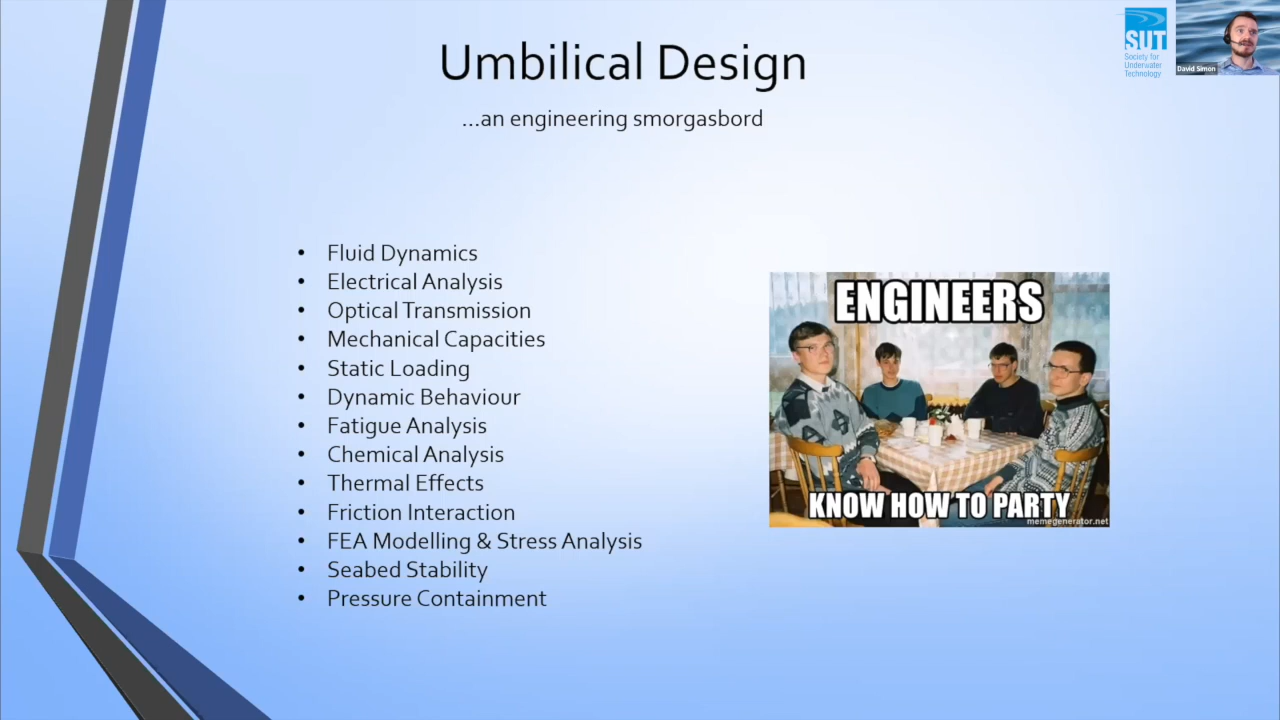 Umbilical Design
...an engineering smorgasbord
SUT
Society for
Underwater
Technology
David Simon
• Fluid Dynamics
• Electrical Analysis
• Optical Transmission
• Mechanical Capacities
• Static Loading
• Dynamic Behaviour
• Fatigue Analysis
• Chemical Analysis
• Thermal Effects
• Friction Interaction
• FEA Modelling & Stress Analysis
• Seabed Stability
• Pressure Containment
ENGINEERS
KNOW HOW TO PARTY
memegenerator.net